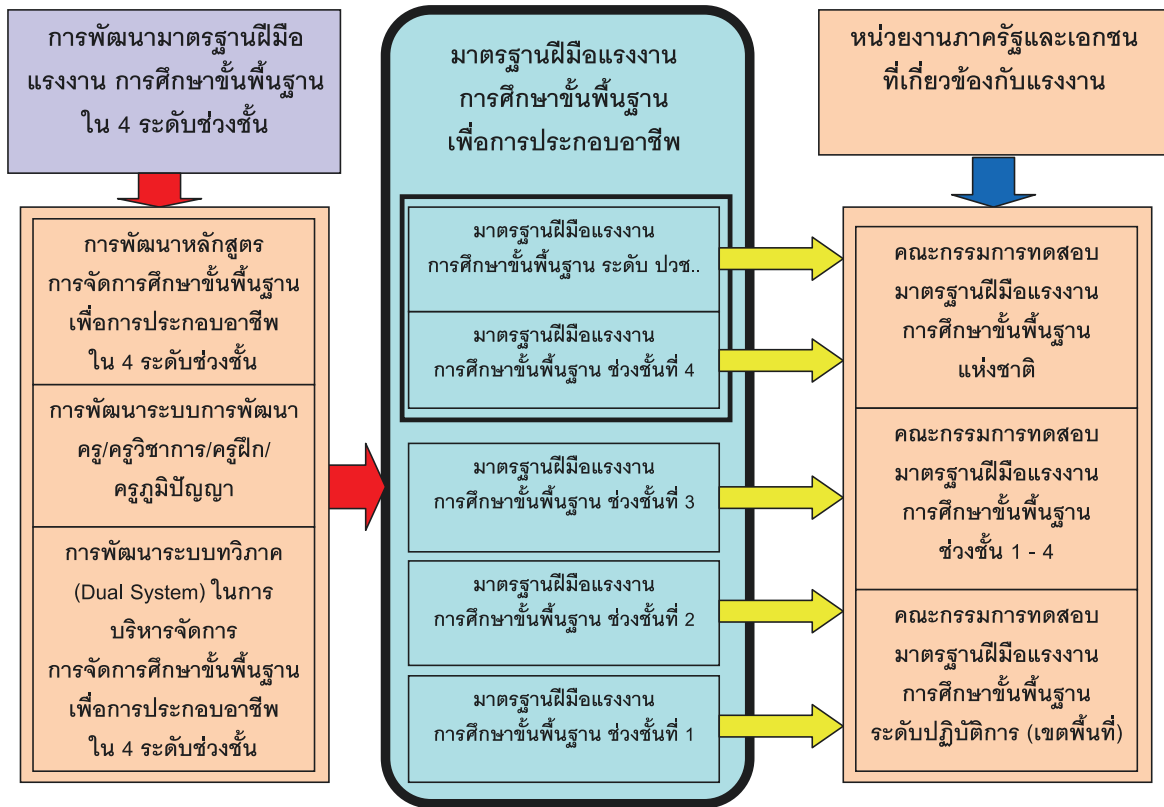 การพัฒนามาตรฐานฝีมือ
แรงงาน การศึกษาขั้นพื้นฐาน
ใน 4 ระดับช่วงชั้น
การพัฒนาหลักสูตร
การจัดการศึกษาขั้นพื้นฐาน
เพื่อการประกอบอาชีพ
ใน 4 ระดับช่วงชั้น
การพัฒนาระบบการพัฒนา
ครู/ครูวิชาการ/ครูฝึก/
ครูภูมิปัญญา
การพัฒนาระบบทวิภาค
(Dual System) ในการ
บริหารจัดการ
การจัดการศึกษาขั้นพื้นฐาน
เพื่อการประกอบอาชีพ
ใน 4 ระดับช่วงชั้น
มาตรฐานฝีมือแรงงาน
การศึกษาขั้นพื้นฐาน
เพื่อการประกอบอาชีพ
มาตรฐานฝีมือแรงงาน
การศึกษาขั้นพื้นฐาน ระดับ ปวช..
มาตรฐานฝีมือแรงงาน
การศึกษาขั้นพื้นฐาน ช่วงชั้นที่ 4
มาตรฐานฝีมือแรงงาน
การศึกษาขั้นพื้นฐาน ช่วงชั้นที่ 3
มาตรฐานฝีมือแรงงาน
การศึกษาขั้นพื้นฐาน ช่วงชั้นที่ 2
มาตรฐานฝีมือแรงงาน
การศึกษาขั้นพื้นฐาน ช่วงชั้นที่ 1
หน่วยงานภาครัฐและเอกชน
ที่เกี่ยวข้องกับแรงงาน
คณะกรรมการทดสอบ
มาตรฐานฝีมือแรงงาน
การศึกษาขั้นพื้นฐาน
แห่งชาติ
คณะกรรมการทดสอบ
มาตรฐานฝีมือแรงงาน
การศึกษาขั้นพื้นฐาน
ช่วงชั้น 1 - 4
คณะกรรมการทดสอบ
มาตรฐานฝีมือแรงงาน
การศึกษาขั้นพื้นฐาน
ระดับปฏิบัติการ (เขตพื้นที่)